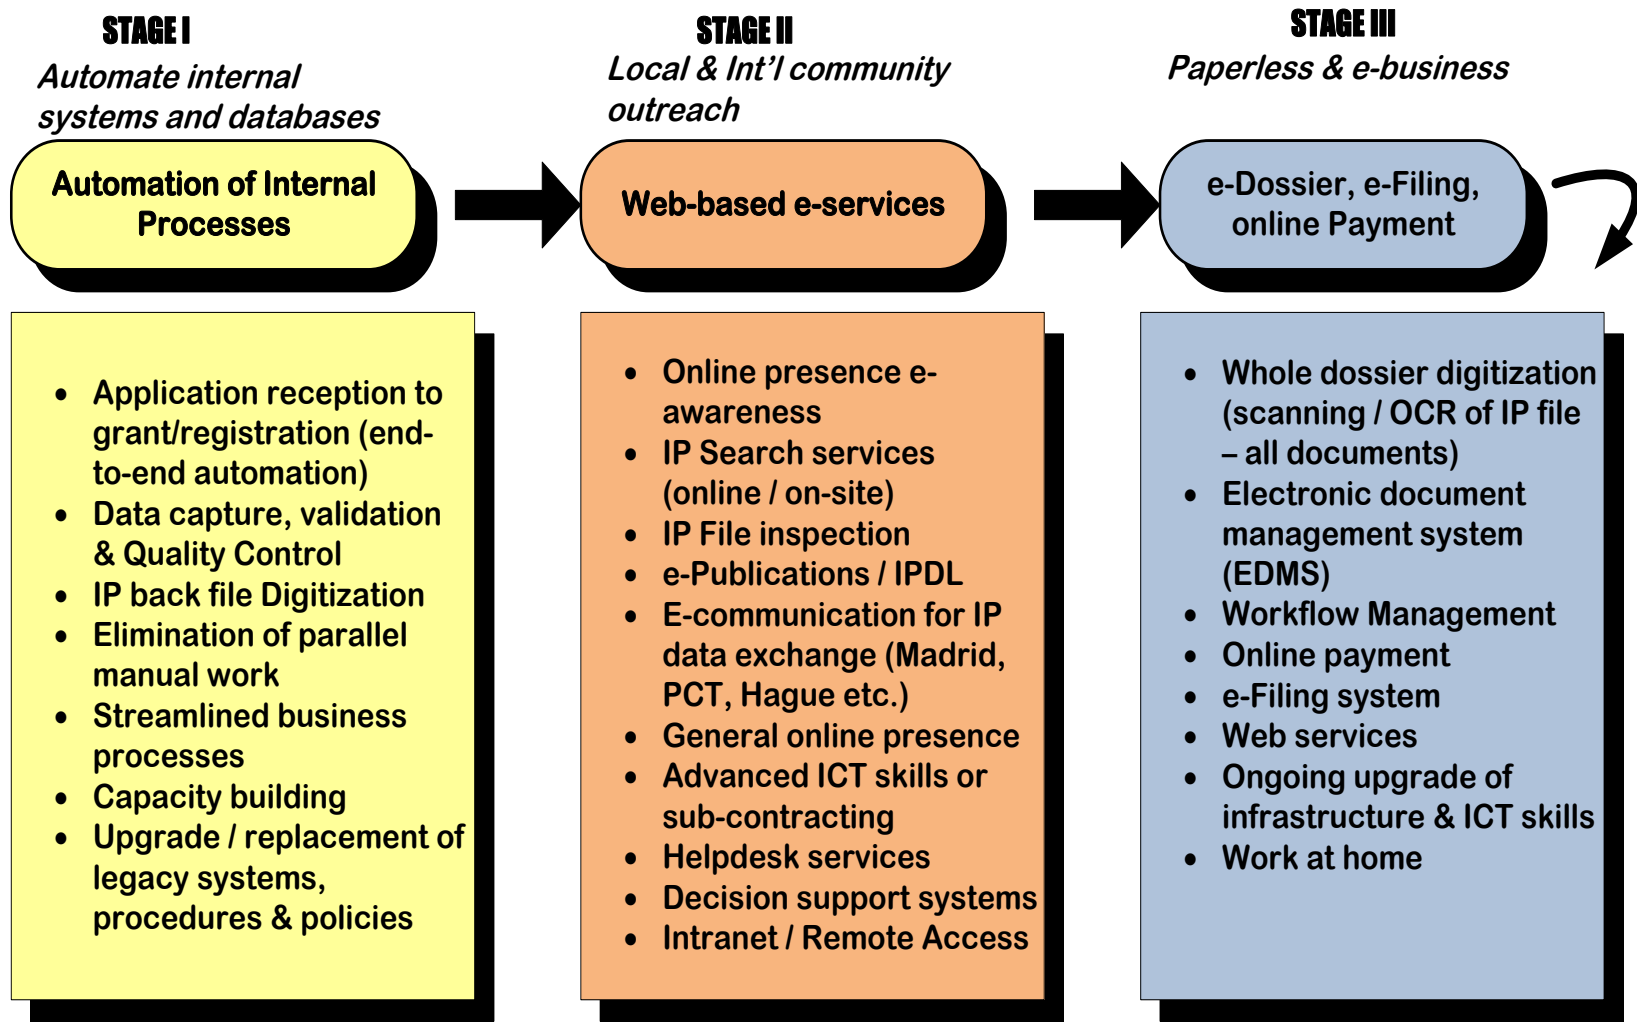 STAGE I
Automate internal
systems and databases
Automation of Internal
Processes
• Application reception to
grant/registration (end-
to-end automation)
• Data capture, validation
& Quality Control
• IP back file Digitization
• Elimination of parallel
manual work
• Streamlined business
processes
• Capacity building
• Upgrade / replacement of
legacy systems,
procedures & policies
STAGE II
Local & Int'l community
outreach
Web-based e-services
• Online presence e-
awareness
• IP Search services
(online / on-site)
• IP File inspection
• e-Publications / IPDL
• E-communication for IP
data exchange (Madrid,
PCT, Hague etc.)
• General online presence
• Advanced ICT skills or
sub-contracting
• Helpdesk services
• Decision support systems
• Intranet / Remote Access
STAGE III
Paperless & e-business
e-Dossier, e-Filing,
online Payment
• Whole dossier digitization
(scanning / OCR of IP file
– all documents)
• Electronic document
management system
(EDMS)
• Workflow Management
• Online payment
• e-Filing system
• Web services
• Ongoing upgrade of
infrastructure & ICT skills
• Work at home